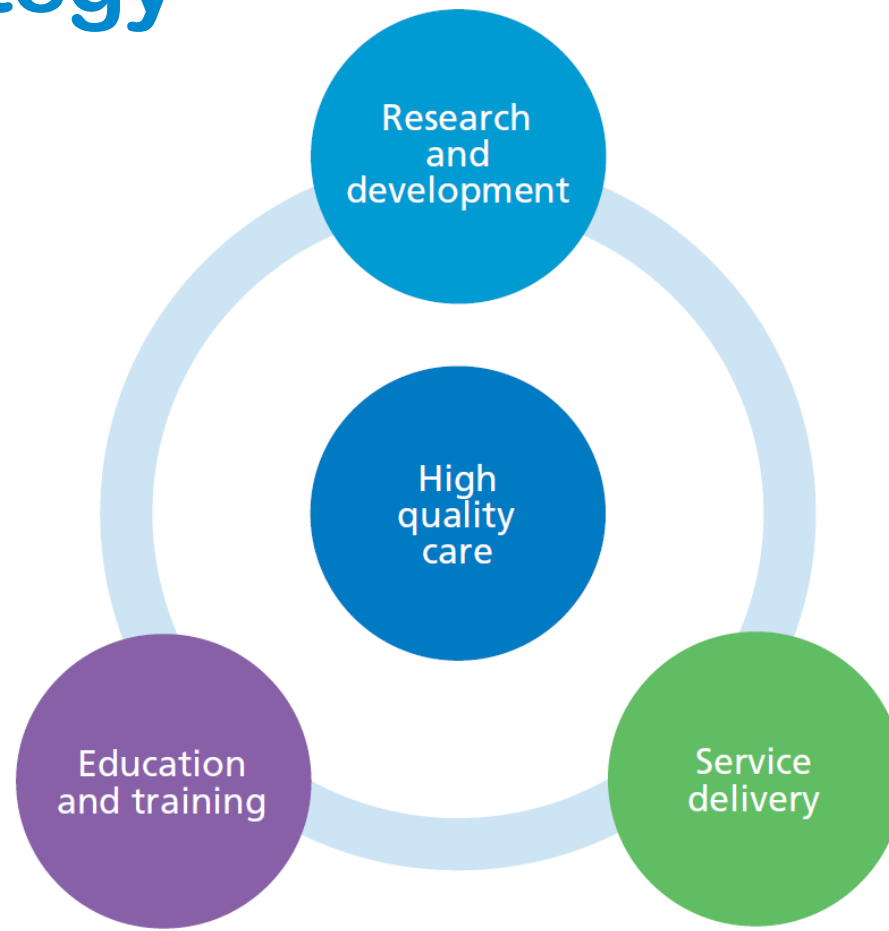 Research
and
development
High
quality
care
Education
and training
Service
delivery